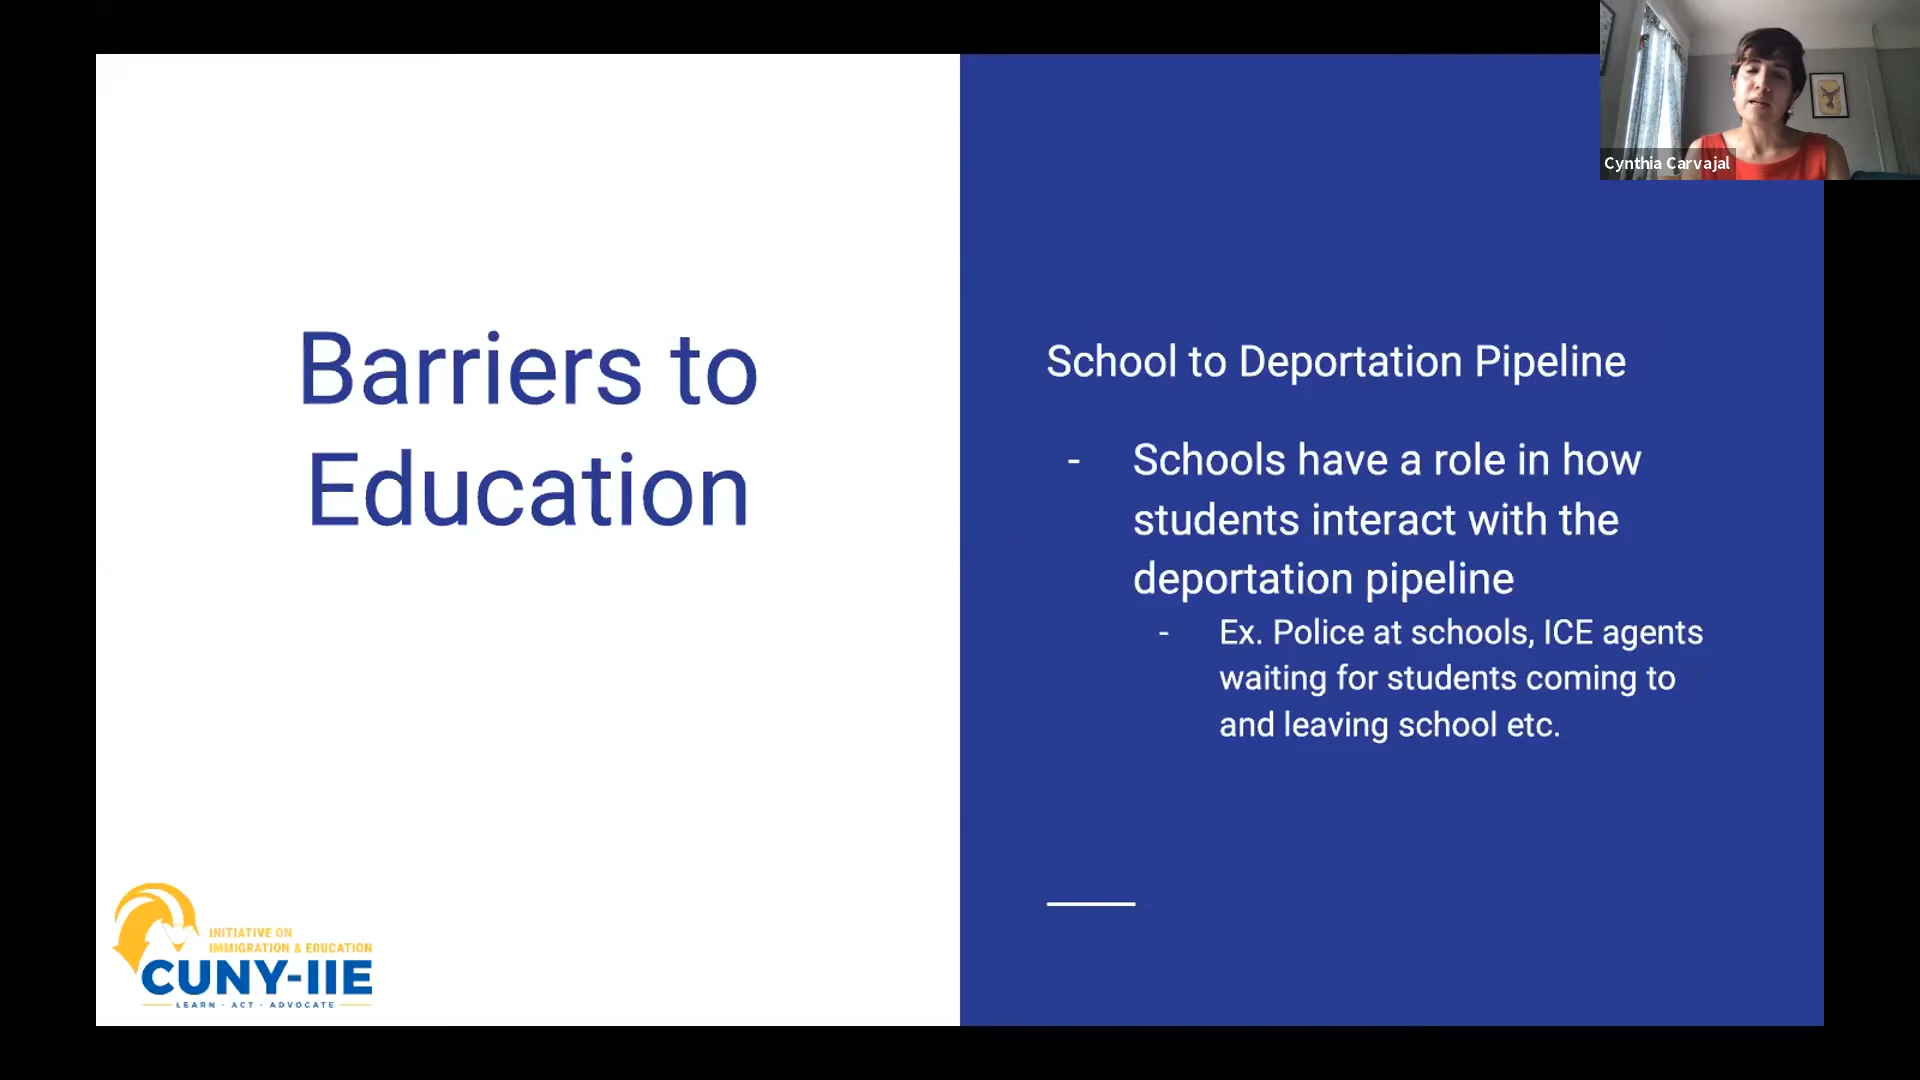 Barriers to
Education
School to Deportation Pipeline
- Schools have a role in how
students interact with the
deportation pipeline
- Ex. Police at schools, ICE agents
waiting for students coming to
and leaving school etc.
INITIATIVE ON
IMMIGRATION & EDUCATION
CUNY-IIE
LEARN · ACT · ADVOCATE
Cynthia Carvajal